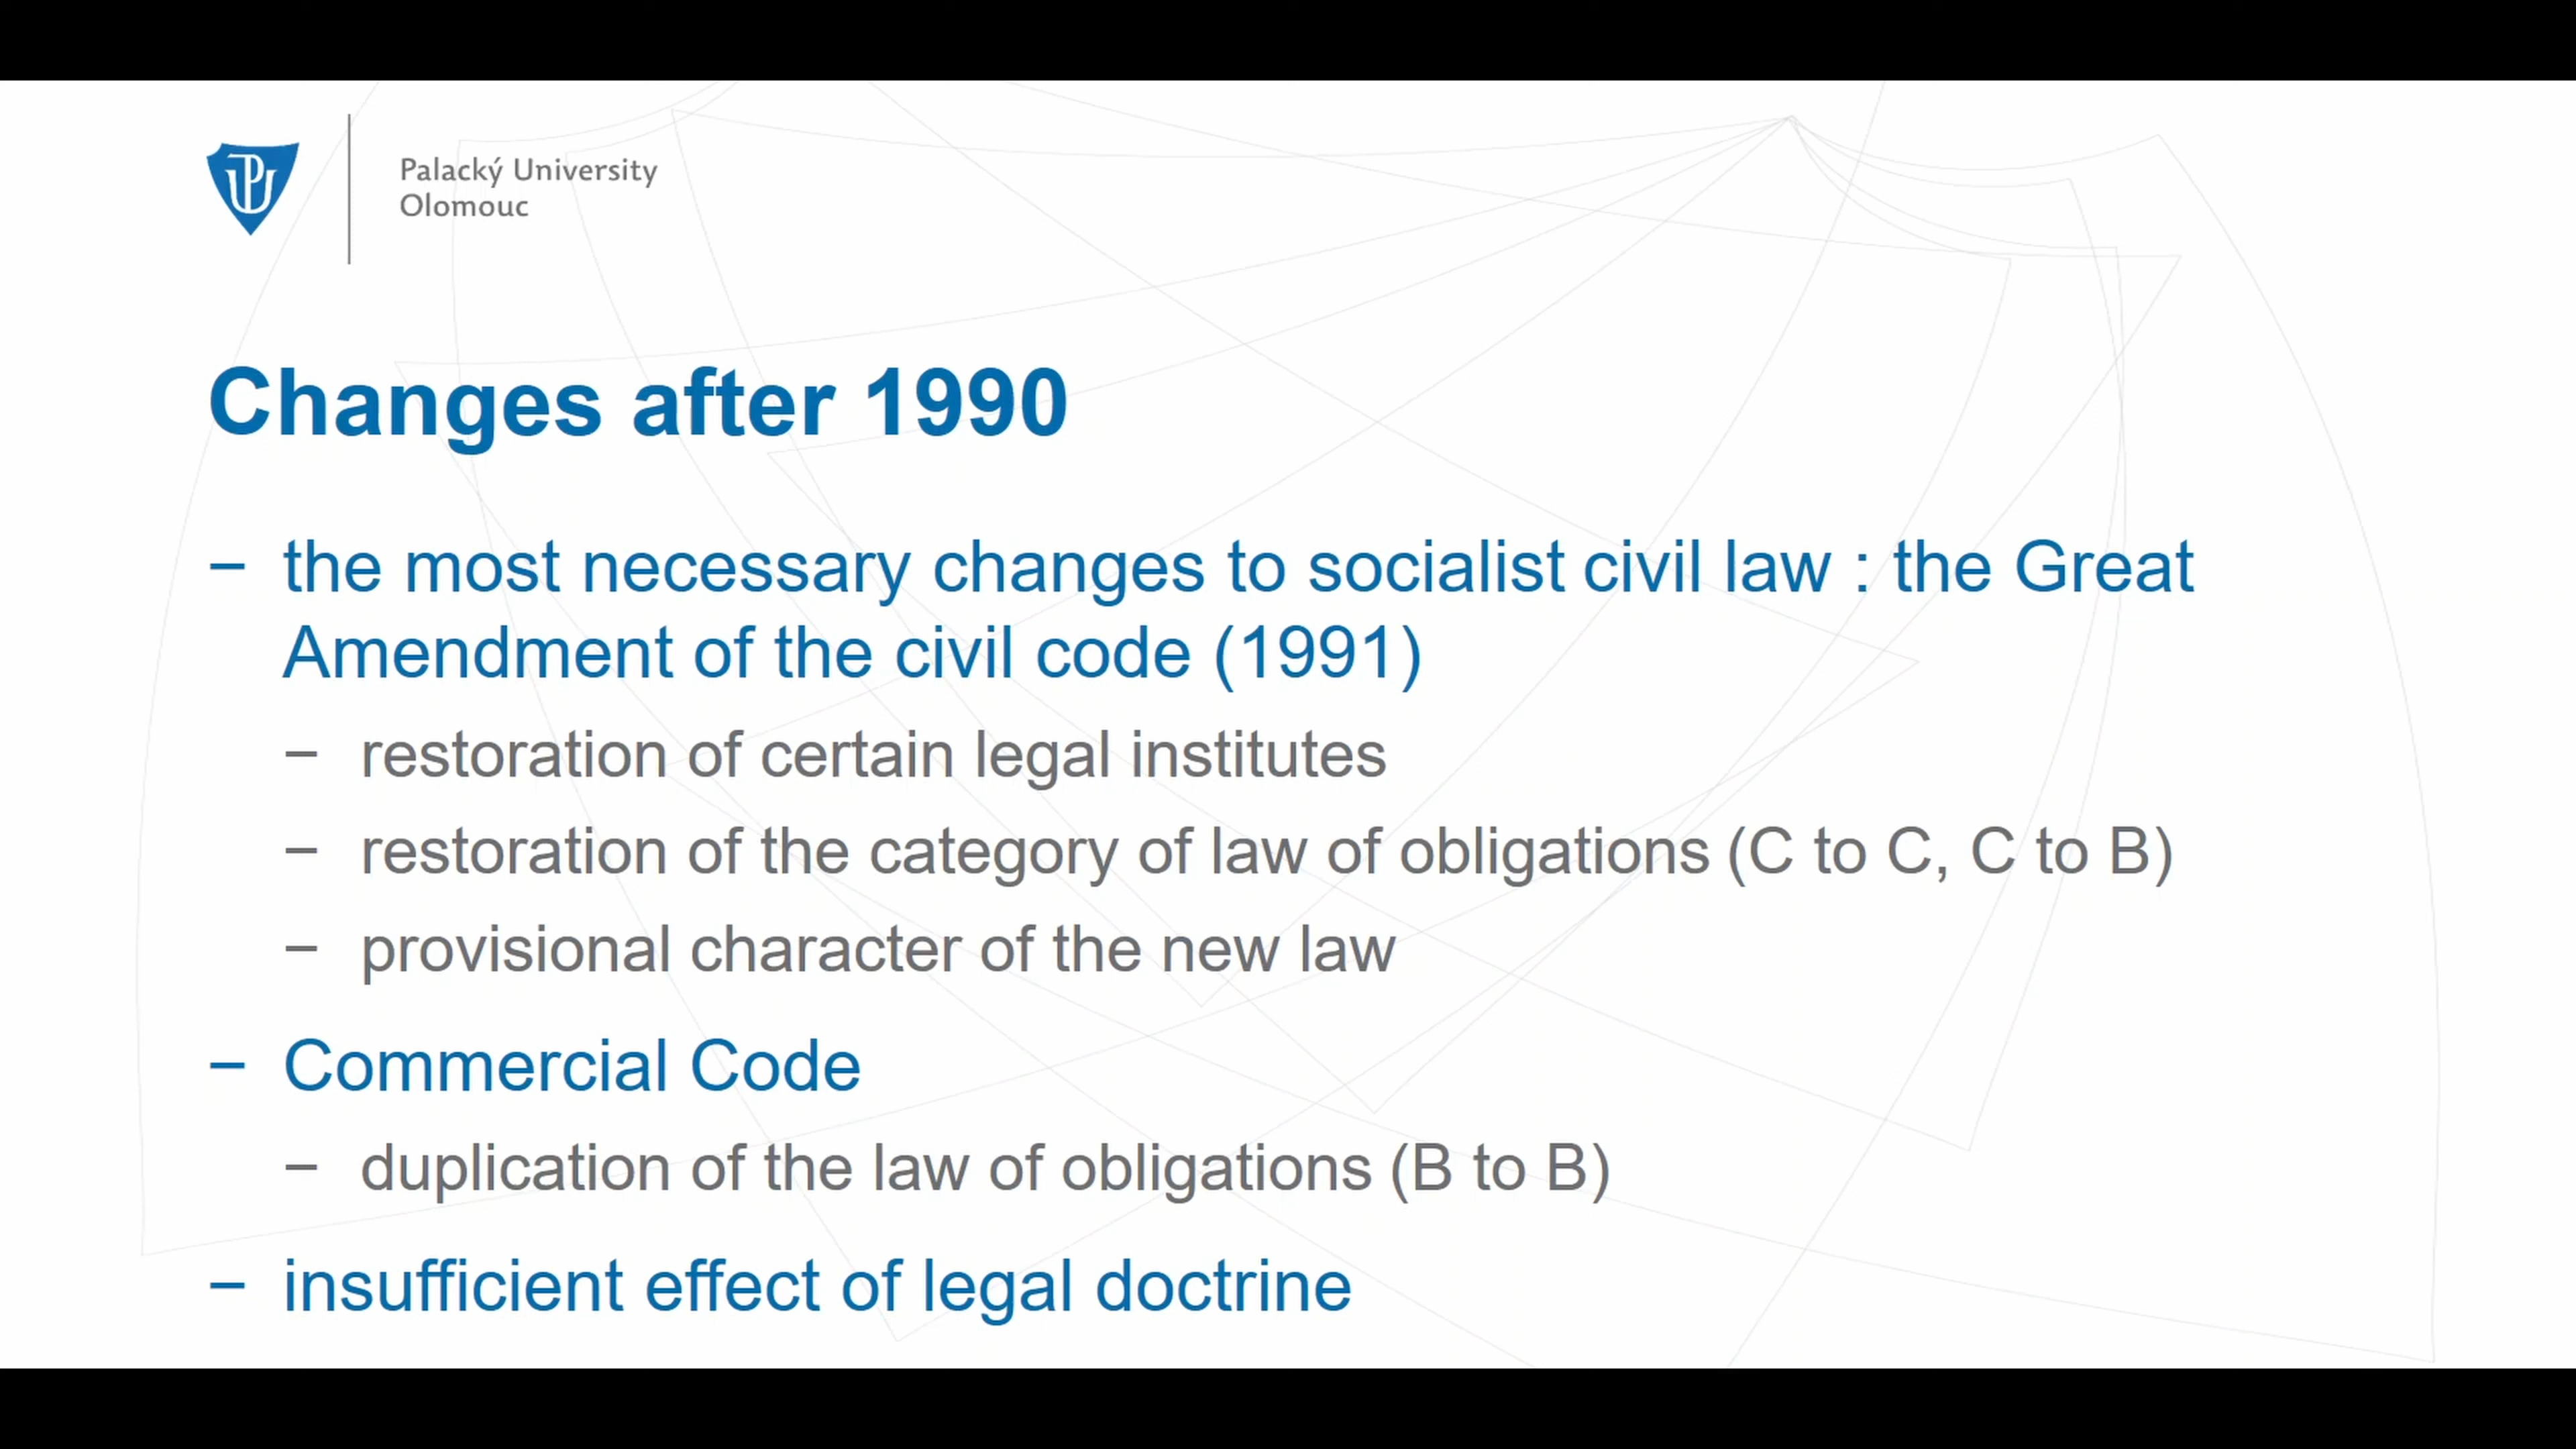 Palacký University
Olomouc
Changes after 1990
− the most necessary changes to socialist civil law : the Great
Amendment of the civil code (1991)
− restoration of certain legal institutes
− restoration of the category of law of obligations (C to C, C to B)
− provisional character of the new law
− Commercial Code
− duplication of the law of obligations (B to B)
− insufficient effect of legal doctrine